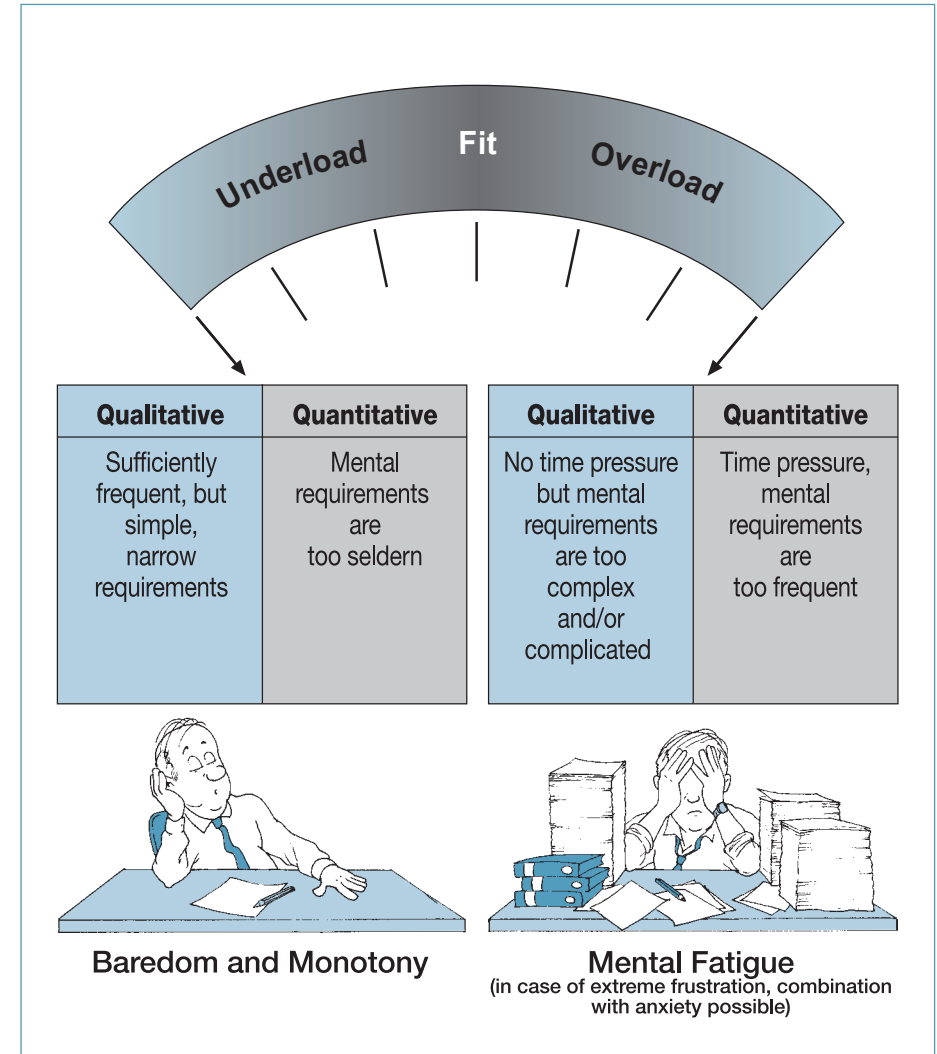 Underload
Fit
Overload
Qualitative
Sufficiently
frequent, but
simple,
narrow
requirements
Quantitative
Mental
requirements
are
too seldern
Qualitative
No time pressure
but mental
requirements
are too
complex
and/or
complicated
Quantitative
Time pressure,
mental
requirements
are
too frequent
Baredom and Monotony
Mental Fatigue
(in case of extreme frustration, combination
with anxiety possible)